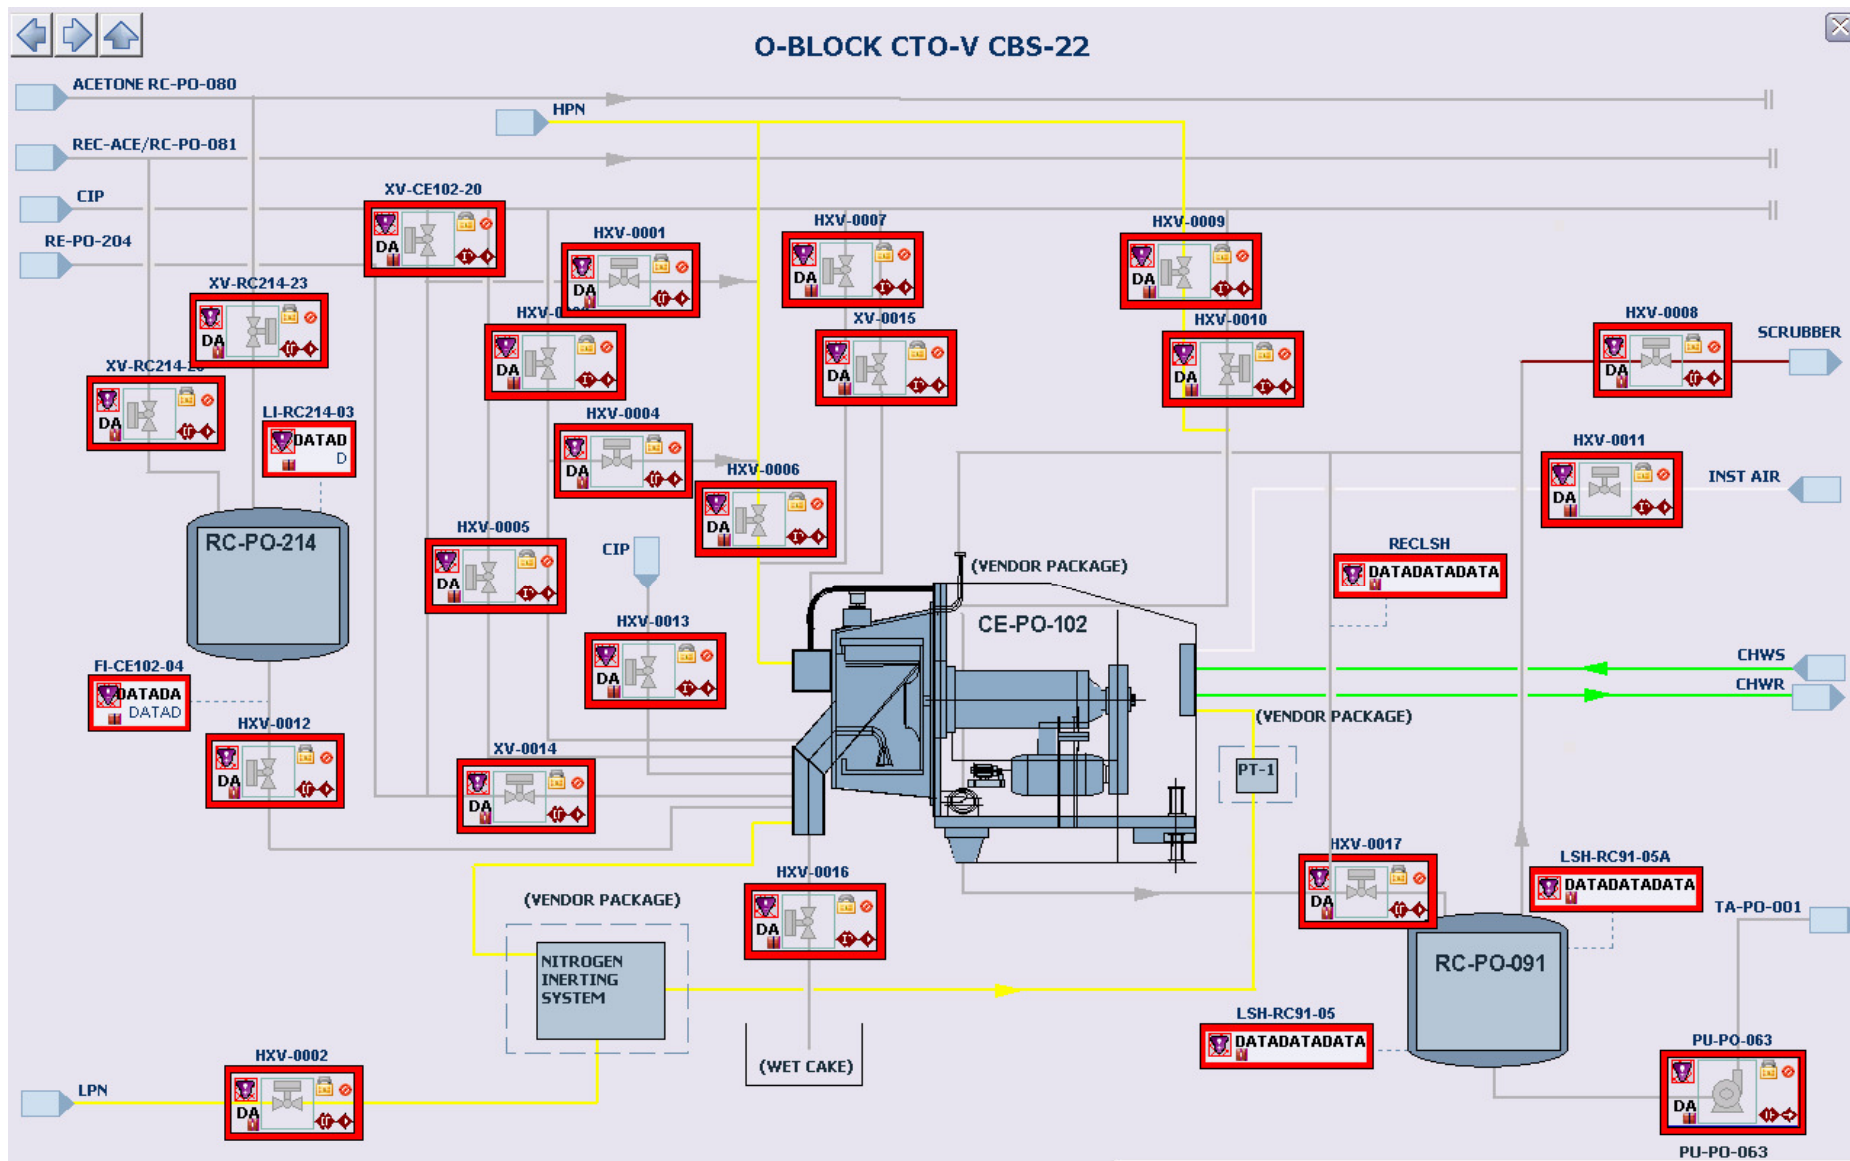 O-BLOCK CTO-V CBS-22
ACETONE RC-PO-080
HPN
REC-ACE/RC-PO-081
CIP
XV-CE102-20
DA
RE-PO-204
HXV-0001
DA
HXV-0007
DA
HXV-0009
DA
XV-RC214-23
DA
DA
XV-0015
DA
HXV-0010
DA
HXV-0008
DA
SCRUBBER
XV-RC214-2
DA
LI-RC214-03
DATAD
D
HXV-0004
DA
HXV-0006
DA
HXV-0011
DA
INST AIR
RC-PO-214
HXV-0005
DA
CIP
RECLSH
DATADATADATA
(VENDOR PACKAGE)
CE-PO-102
HXV-0013
DA
FI-CE102-04
DATADA
DATAD
CHWS
CHWR
(VENDOR PACKAGE)
HXV-0012
DA
XV-0014
DA
PT-1
HXV-0017
DA
LSH-RC91-05A
DATADATADATA
HXV-0016
DA
(VENDOR PACKAGE)
TA-PO-001
NITROGEN
INERTING
SYSTEM
RC-PO-091
LSH-RC91-05
DATADATADATA
HXV-0002
DA
LPN
(WET CAKE)
PU-PO-063
DA
PU-PO-063